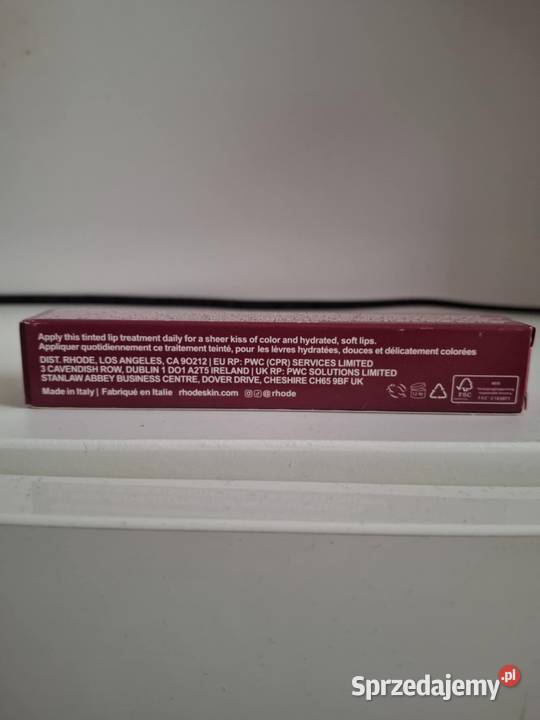 Apply this tinted lip treatment daily for a sheer kiss of color and hydrated, soft lips.
Appliquer quotidiennement ce traitement teinté, pour les lèvres hydratées, douces et délicatement colorées
DIST. RHODE, LOS ANGELES, CA 90212 | EU RP: PWC (CPR) SERVICES LIMITED
3 CAVENDISH ROW, DUBLIN 1 DO1 A2T5 IRELAND | UK RP: PWC SOLUTIONS LIMITED
STANLAW ABBEY BUSINESS CENTRE, DOVER DRIVE, CHESHIRE CH65 9BF UK
Made in Italy | Fabriqué en Italie rhodeskin.com @rhode
12 M
FSC
MIX
Sprzedajemy.pl